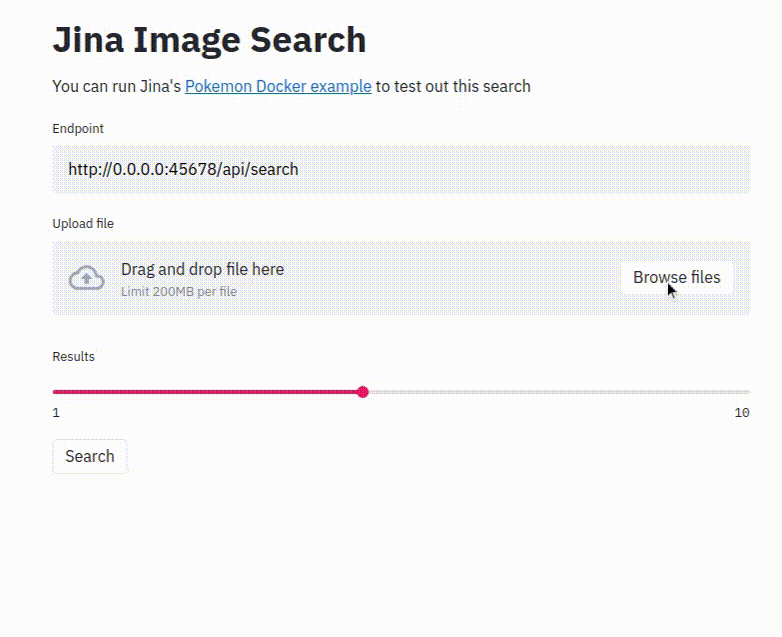 Jina Image Search
You can run Jina's Pokemon Docker example to test out this search
Endpoint
http://0.0.0.0:45678/api/search
Upload file
Drag and drop file here
Limit 200MB per file
Browse files
Results
1
10
Search